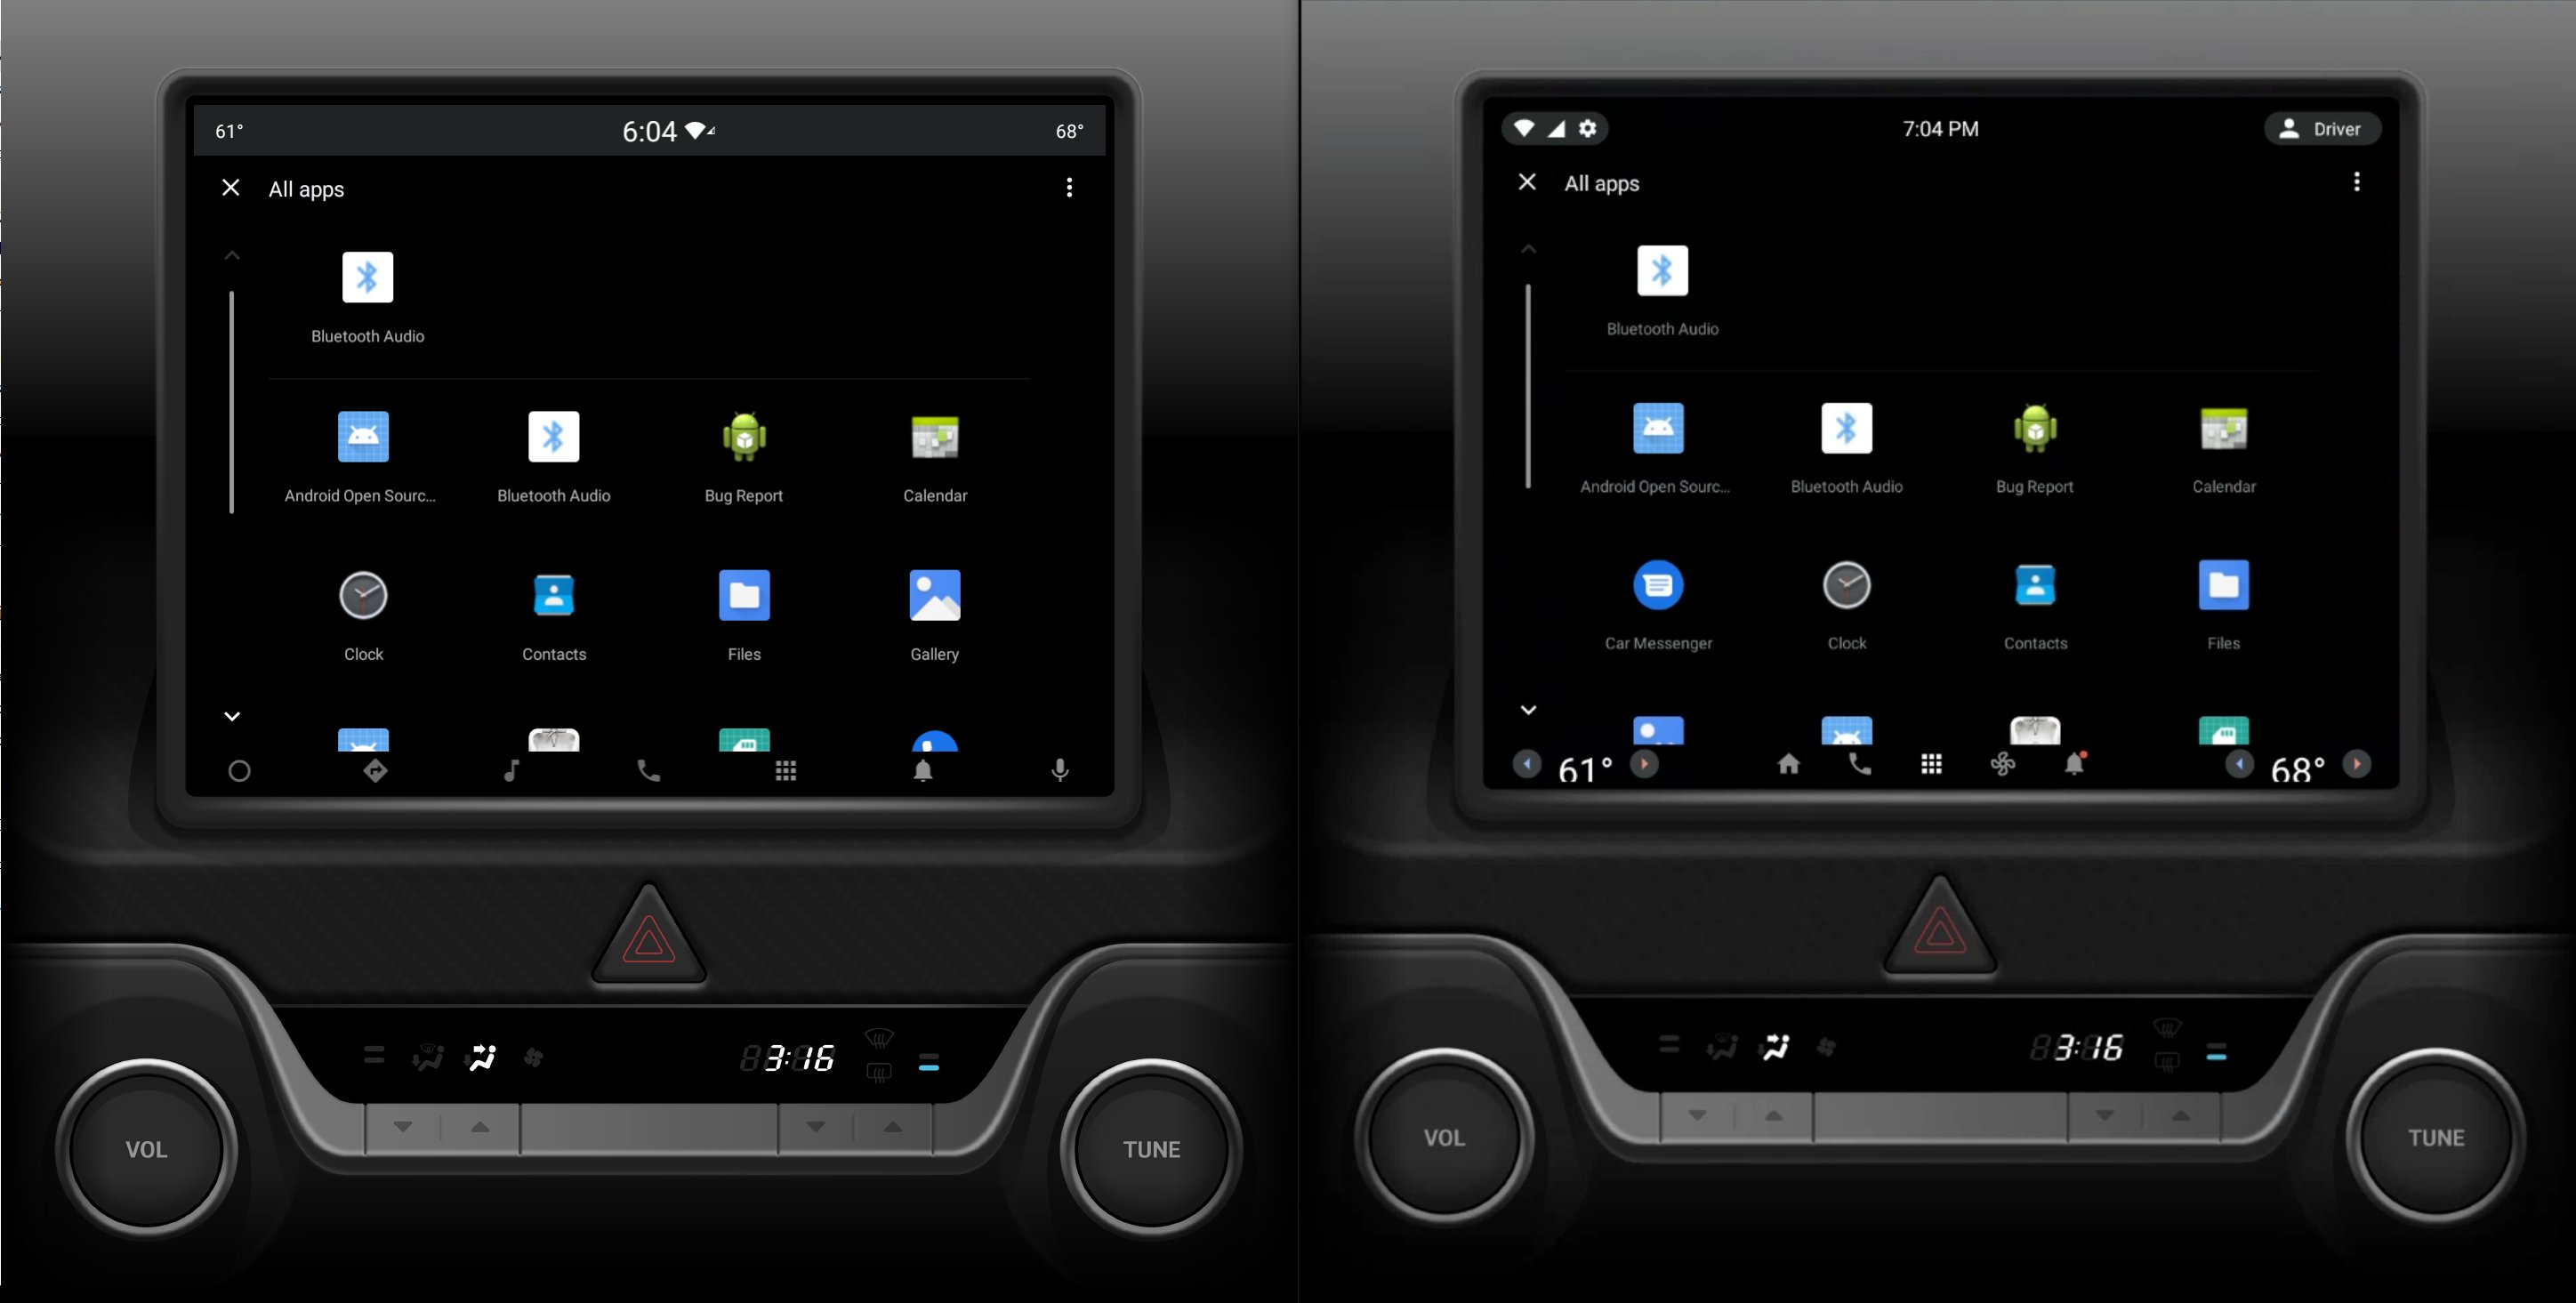 61°
6:04
68°
All apps
Bluetooth Audio
Android Open Sourc...
Bluetooth Audio
Bug Report
Calendar
Clock
Contacts
Files
Gallery
3:16
VOL
TUNE
7:04 PM
Driver
All apps
Bluetooth Audio
Android Open Sourc...
Bluetooth Audio
Bug Report
Calendar
Car Messenger
Clock
Contacts
Files
61°
68°
3:16
VOL
TUNE